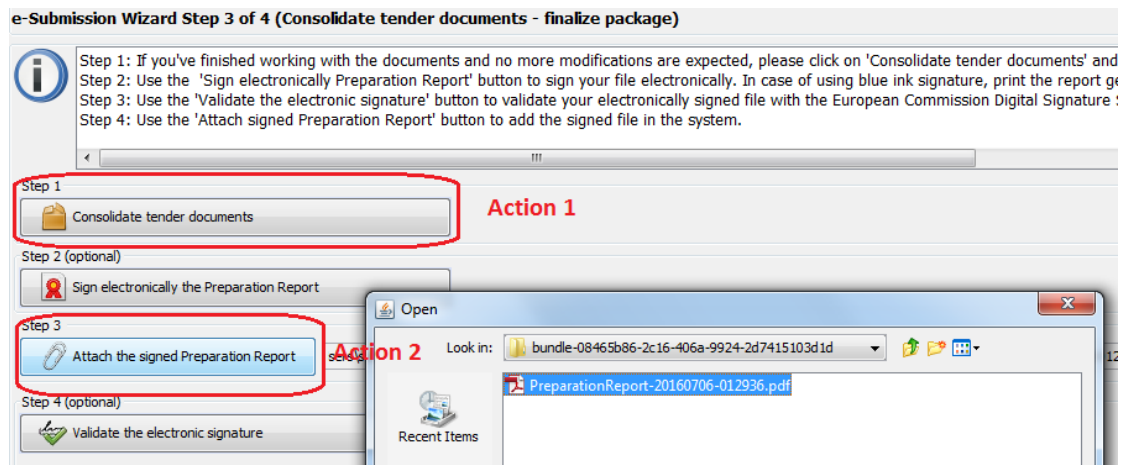 e-Submission Wizard Step 3 of 4 (Consolidate tender documents - finalize package)
Step 1: If you've finished working with the documents and no more modifications are expected, please click on 'Consolidate tender documents' and
Step 2: Use the 'Sign electronically Preparation Report' button to sign your file electronically. In case of using blue ink signature, print the report
Step 3: Use the 'Validate the electronic signature' button to validate your electronically signed file with the European Commission Digital Signature
Step 4: Use the 'Attach signed Preparation Report' button to add the signed file in the system.
Step 1
Consolidate tender documents
Action 1
Step 2 (optional)
Sign electronically the Preparation Report
Open
Step 3
Attach the signed Preparation Report
Action 2
Look in:
bundle-08465b86-2c16-406a-9924-2d7415103d1d
12
PreparationReport-20160706-012936.pdf
Step 4 (optional)
Validate the electronic signature
Recent Items